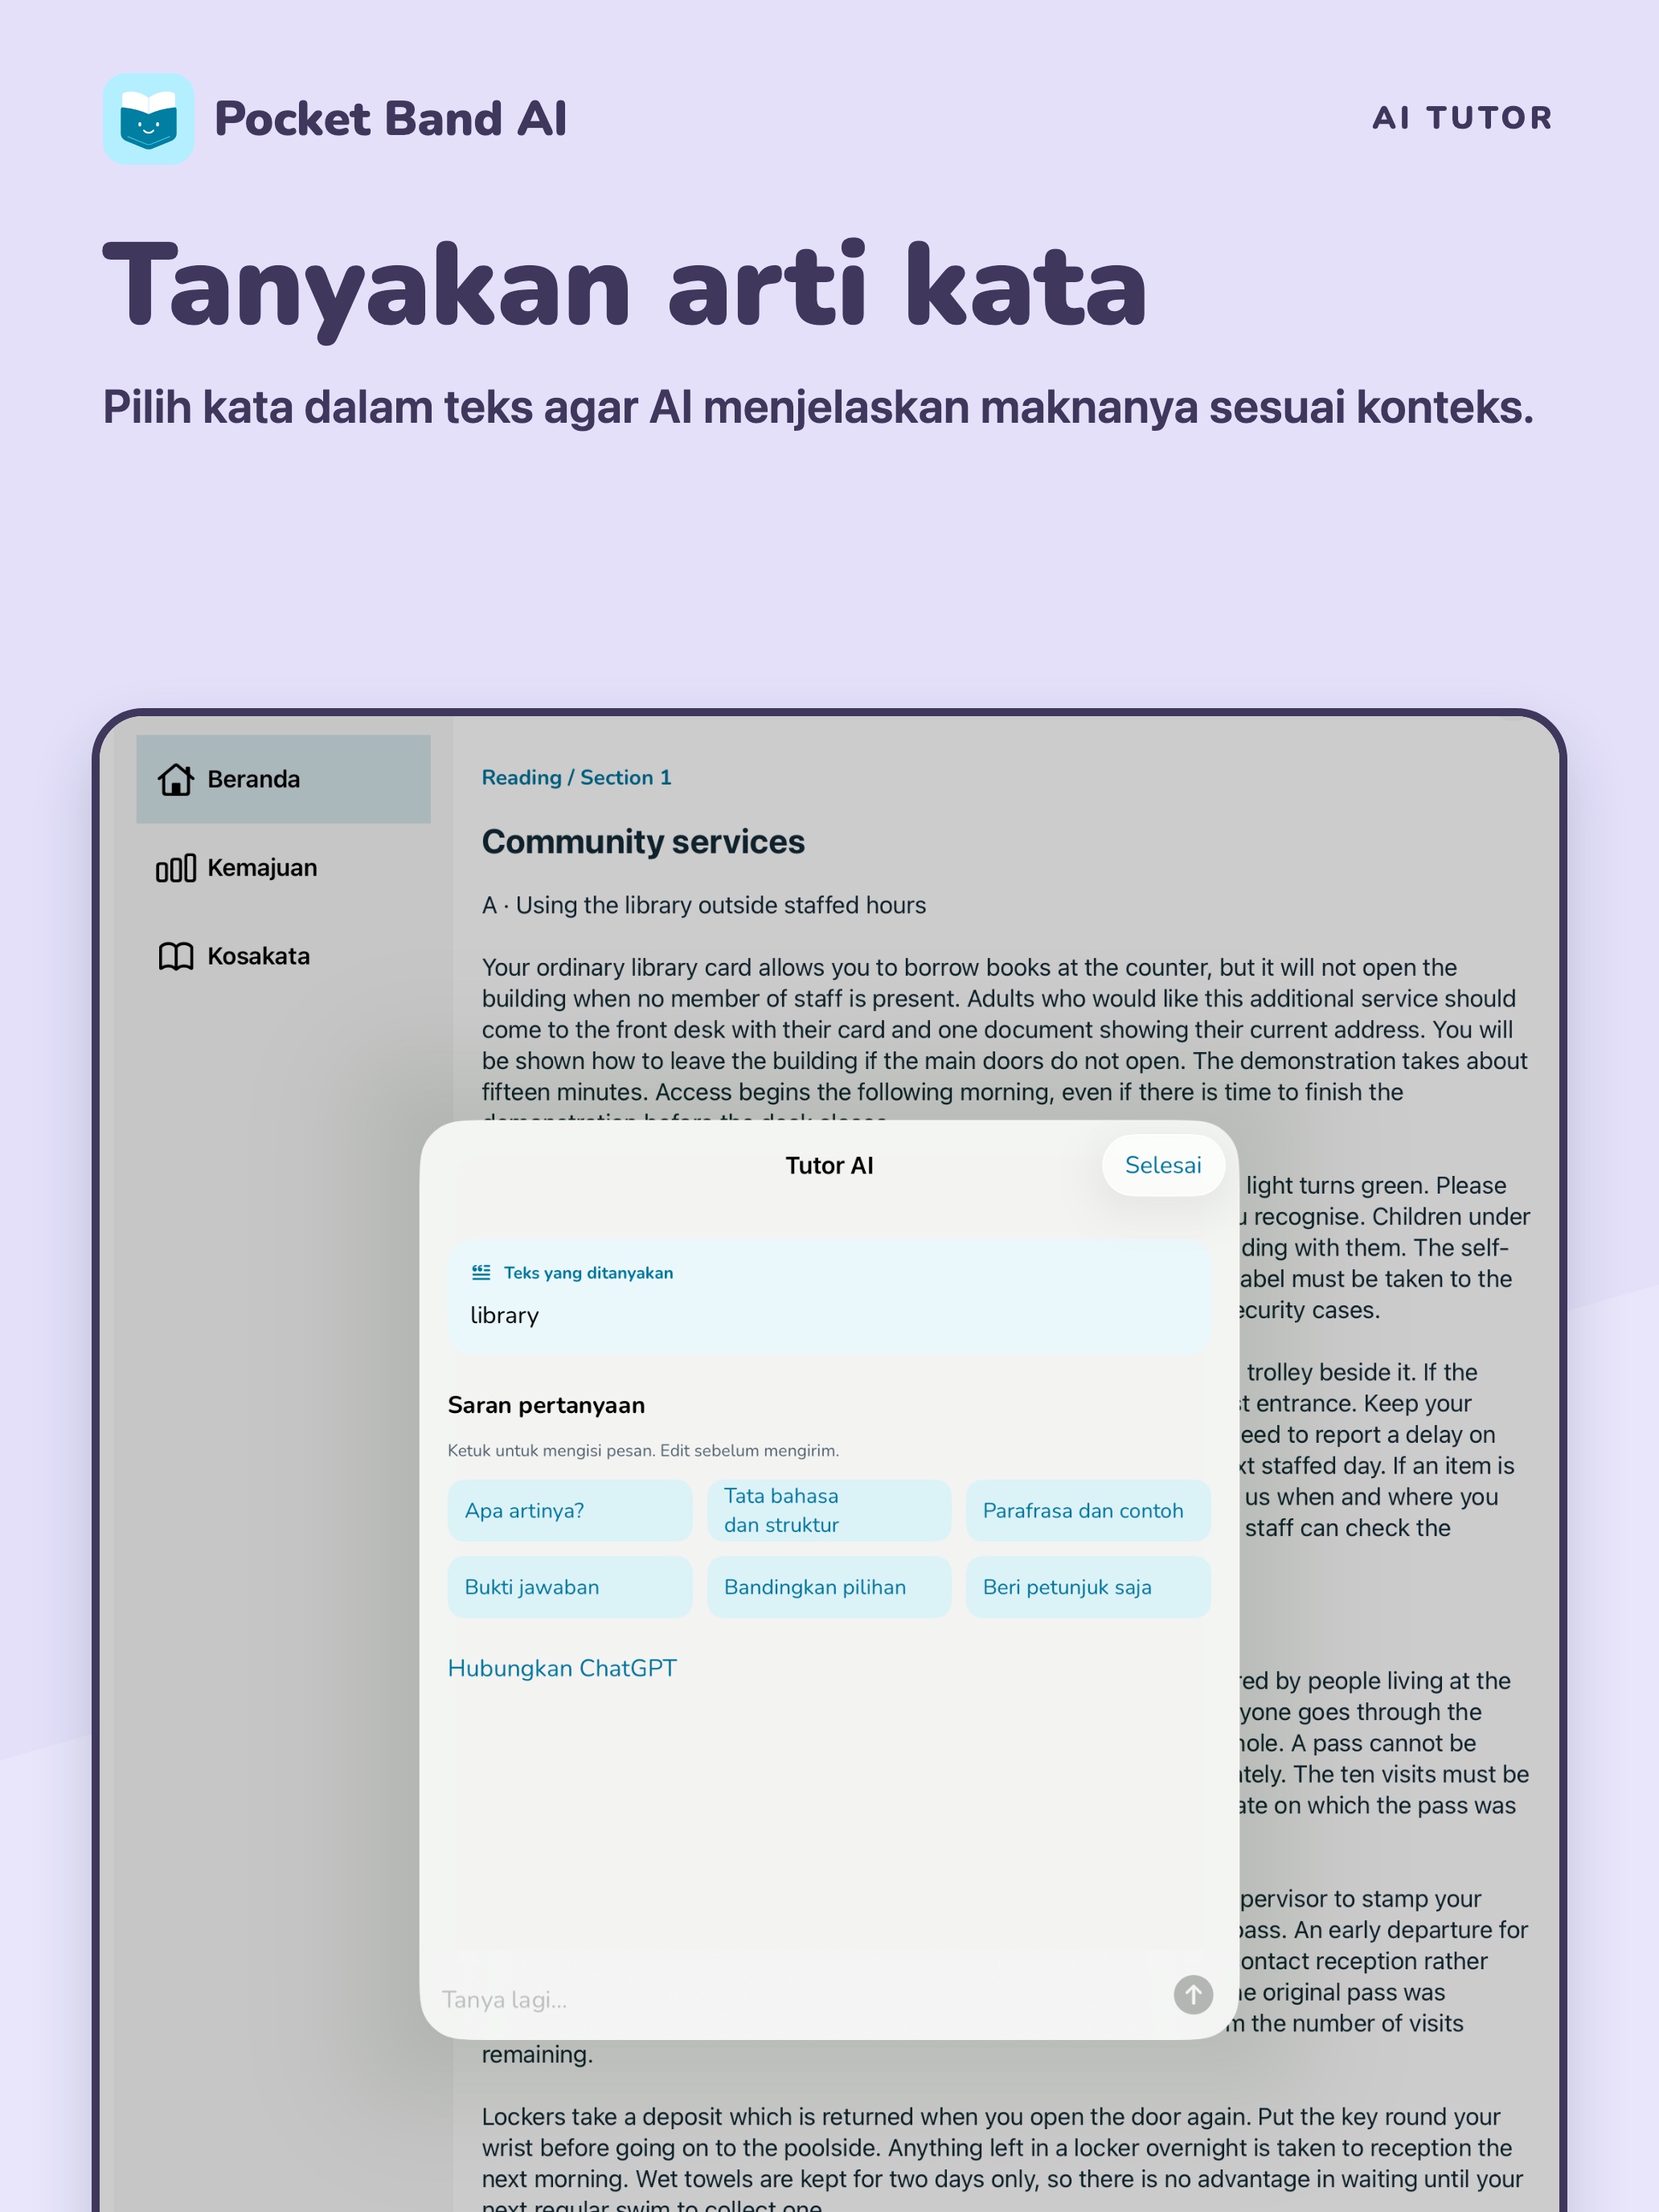 Pocket Band AI
AI TUTOR
Tanyakan arti kata
Pilih kata dalam teks agar AI menjelaskan maknanya sesuai konteks.
Beranda
Kemajuan
Kosakata
Reading / Section 1
Community services
A · Using the library outside staffed hours
Your ordinary library card allows you to borrow books at the counter, but it will not open the
building when no member of staff is present. Adults who would like this additional service should
come to the front desk with their card and one document showing their current address. You will
be shown how to leave the building if the main doors do not open. The demonstration takes about
fifteen minutes. Access begins the following morning, even if there is time to finish the
Tutor AI
Selesai
Teks yang ditanyakan
library
Saran pertanyaan
Ketuk untuk mengisi pesan. Edit sebelum mengirim.
Apa artinya?
Tata bahasa
dan struktur
Parafrasa dan contoh
Bukti jawaban
Bandingkan pilihan
Beri petunjuk saja
Hubungkan ChatGPT
Tanya lagi...
light turns green. Please
recognise. Children under
with them. The self-
must be taken to the
cases.
trolley beside it. If the
entrance. Keep your
to report a delay on
staffed day. If an item is
us when and where you
staff can check the
by people living at the
goes through the
A pass cannot be
The ten visits must be
on which the pass was
to stamp your
An early departure for
reception rather
original pass was
the number of visits
remaining.
Lockers take a deposit which is returned when you open the door again. Put the key round your
wrist before going on to the poolside. Anything left in a locker overnight is taken to reception the
next morning. Wet towels are kept for two days only, so there is no advantage in waiting until your
next regular swim to collect one.